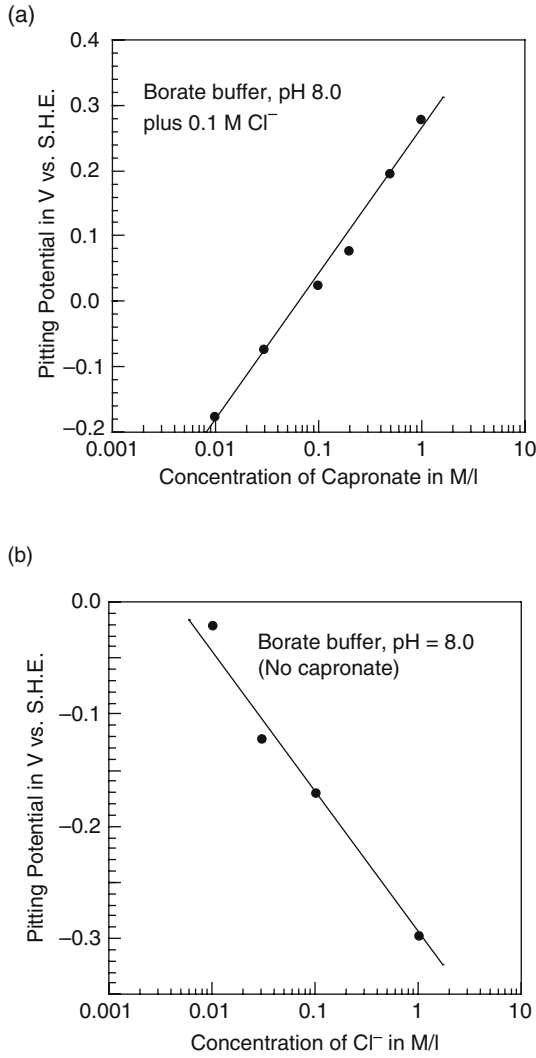 (a)
Pitting Potential in V vs. S.H.E.
0.4
0.3
0.2
0.1
0.0
−0.1
−0.2
Borate buffer, pH 8.0
plus 0.1 M Cl⁻
0.001 0.01 0.1 1 10
Concentration of Capronate in M/l
(b)
Pitting Potential in V vs. S.H.E.
0.0
−0.1
−0.2
−0.3
Borate buffer, pH = 8.0
(No capronate)
0.001 0.01 0.1 1 10
Concentration of Cl⁻ in M/l